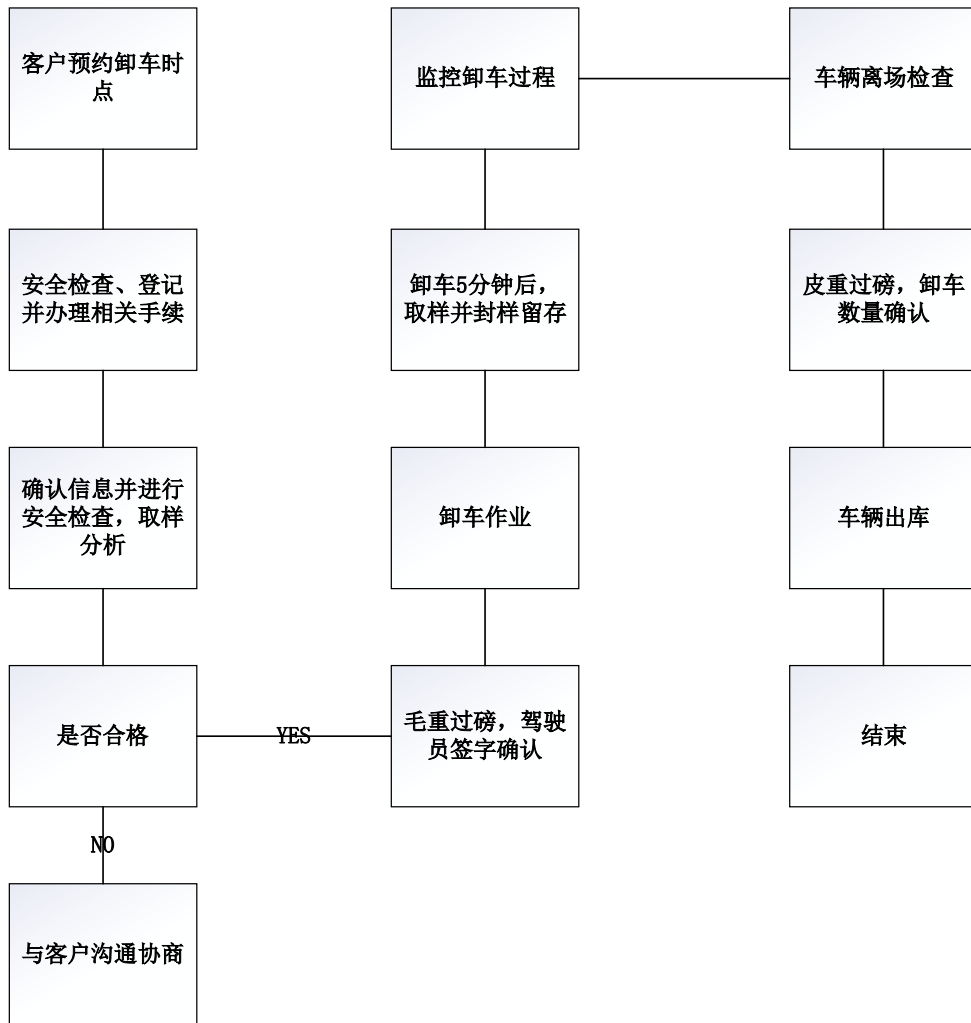 客户预约卸车时
点
安全检查、登记
并办理相关手续
确认信息并进行
安全检查，取样
分析
是否合格
YES
NO
与客户沟通协商
毛重过磅，驾驶
员签字确认
卸车作业
卸车5分钟后，
取样并封样留存
监控卸车过程
车辆离场检查
皮重过磅，卸车
数量确认
车辆出库
结束